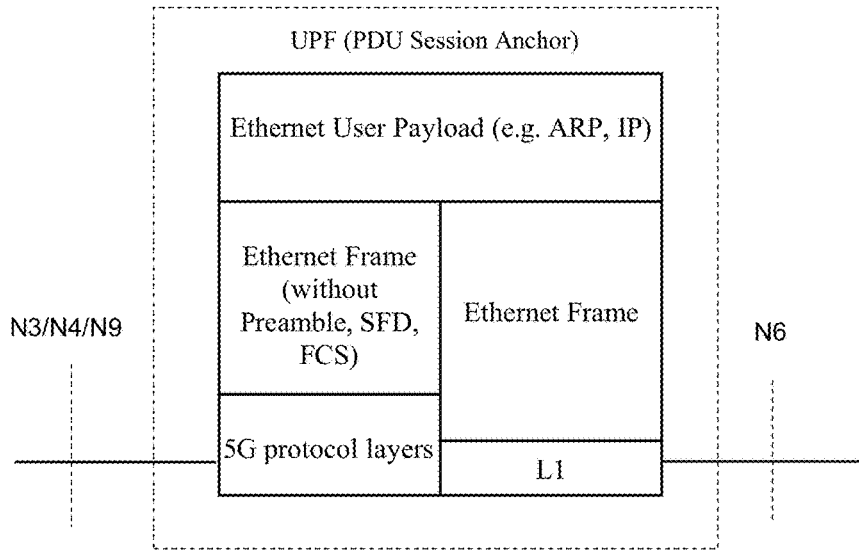 UPF (PDU Session Anchor)
Ethernet User Payload (e.g. ARP, IP)
Ethernet Frame
(without
Preamble, SFD,
FCS)
Ethernet Frame
N3/N4/N9
N6
5G protocol layers
L1